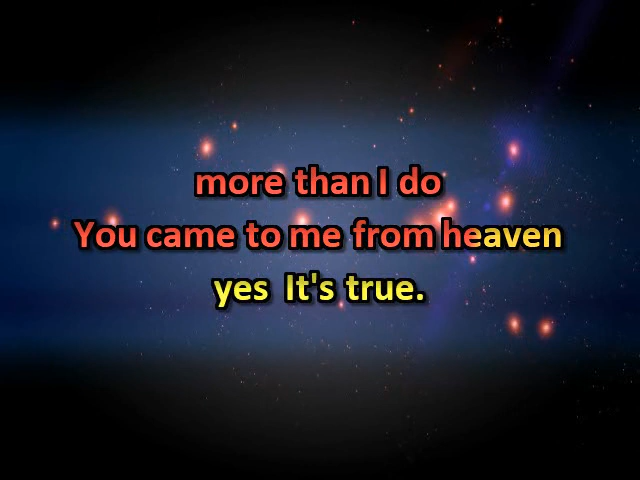 more than I do
You came to me from heaven
yes It's true.